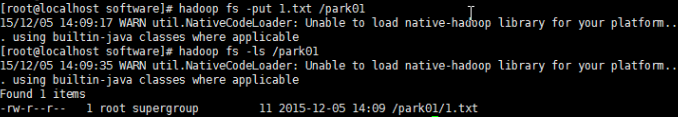 [root@localhost software]# hadoop fs -put 1.txt /park01
15/12/05 14:09:17 WARN util.NativeCodeLoader: Unable to load native-hadoop library for your platform..
. using builtin-java classes where applicable
[root@localhost software]# hadoop fs -ls /park01
15/12/05 14:09:35 WARN util.NativeCodeLoader: Unable to load native-hadoop library for your platform..
. using builtin-java classes where applicable
Found 1 items
-rw-r--r--   1 root supergroup         11 2015-12-05 14:09 /park01/1.txt